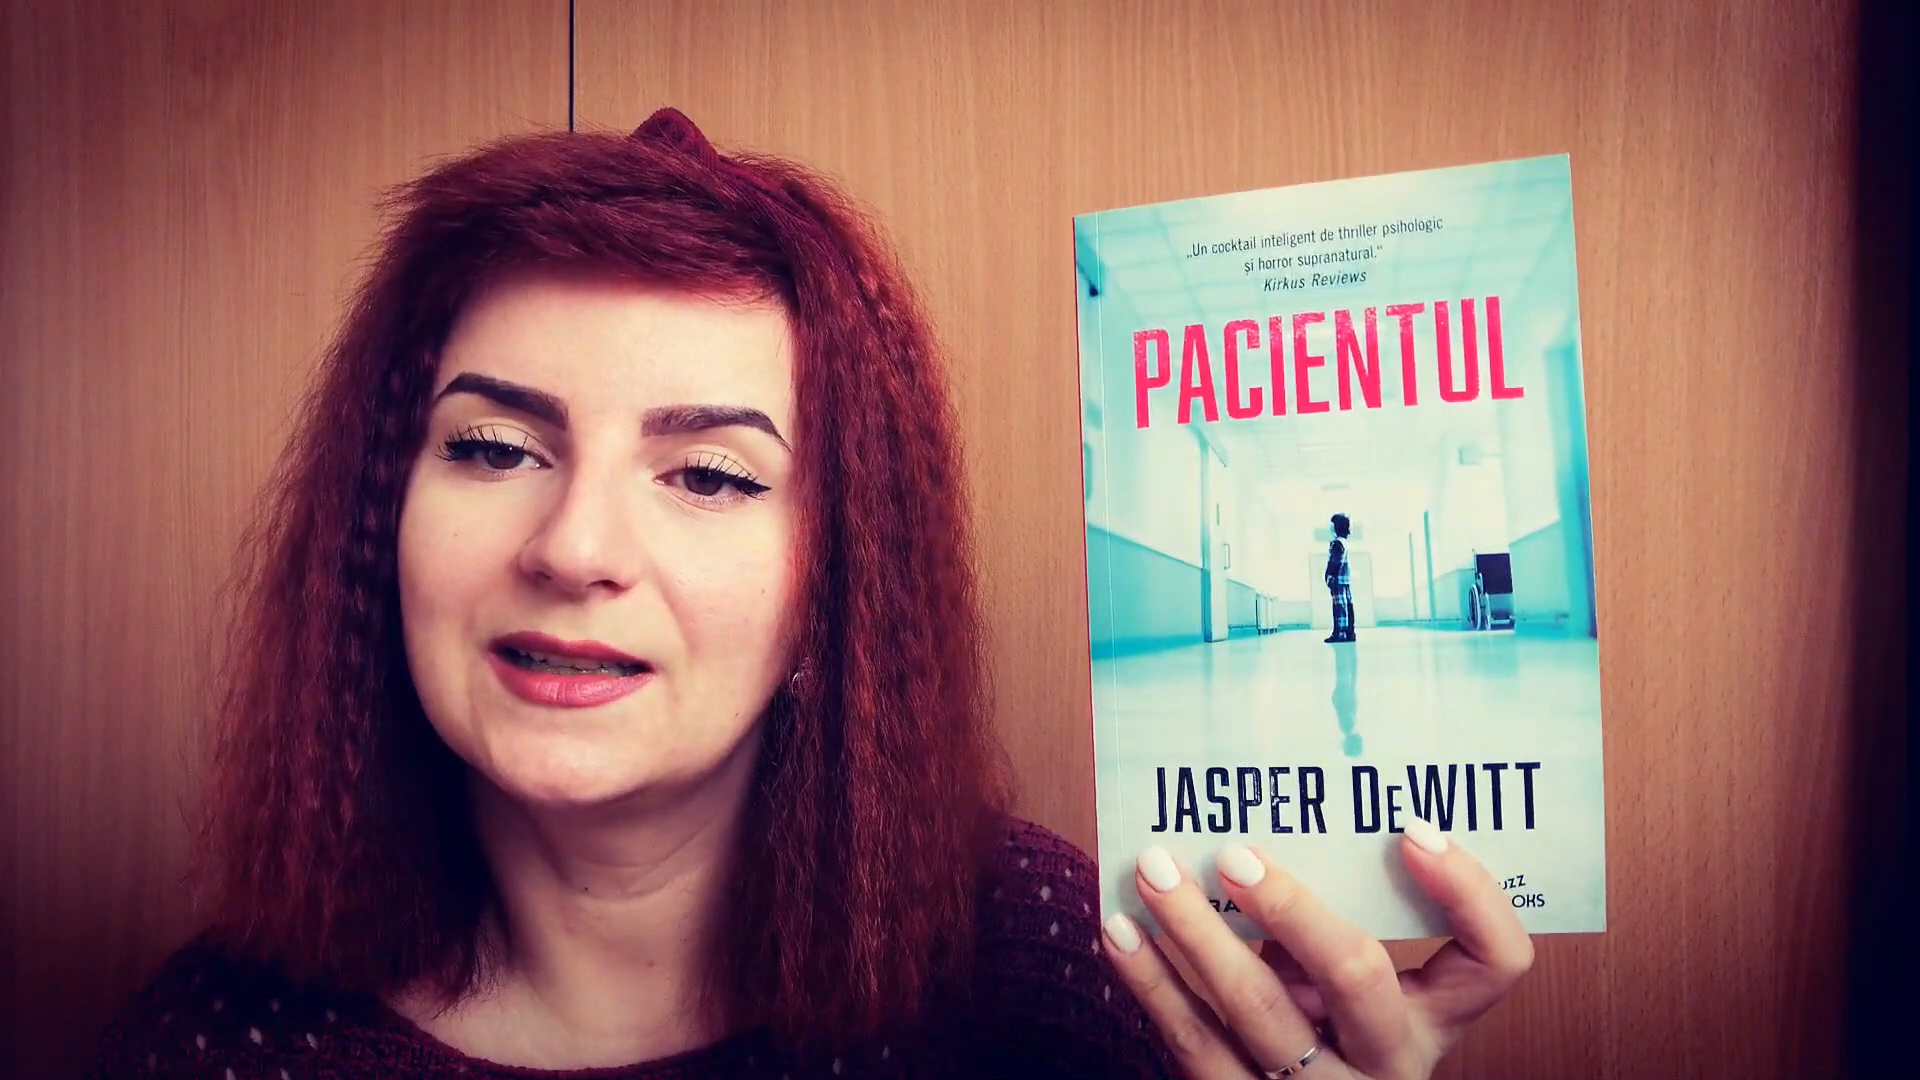 „Un cocktail inteligent de thriller psihologic
și horror supranatural.“
Kirkus Reviews
PACIENTUL
JASPER DeWITT